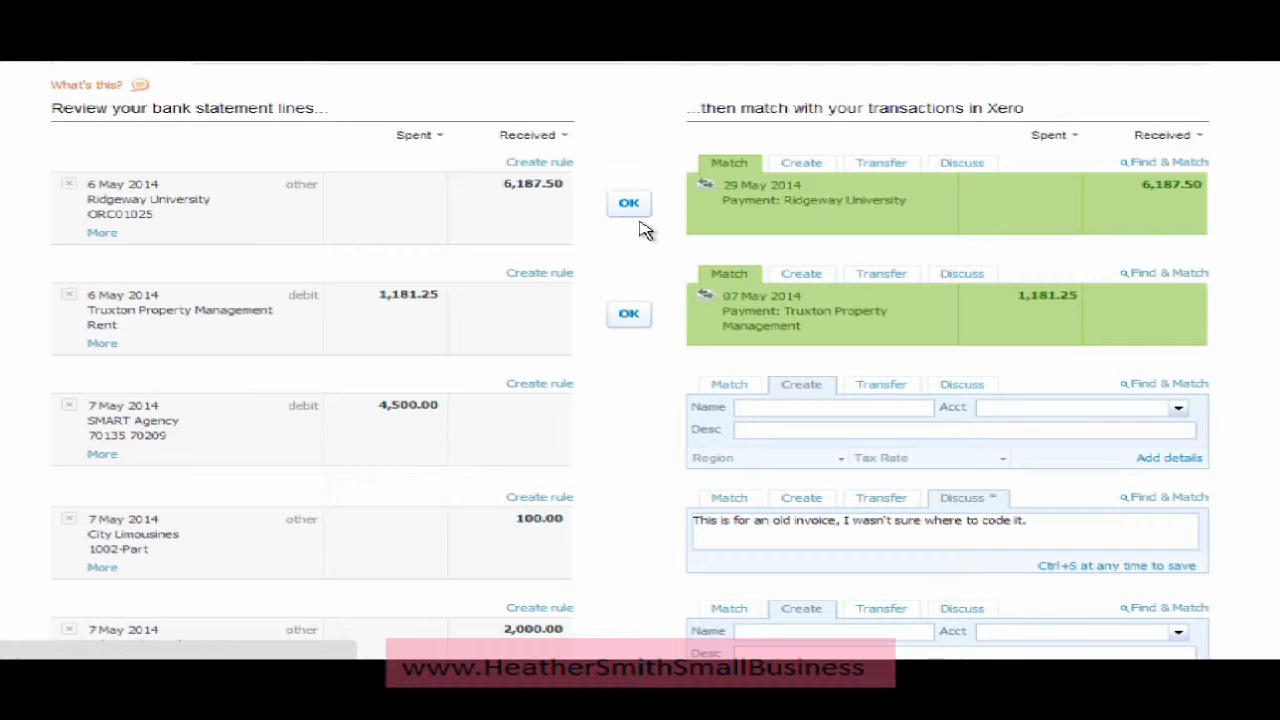 What's this?
Review your bank statement lines... ...then match with your transactions in Xero
Spent Received Spent Received
Create rule Match Create Transfer Discuss Find & Match
6 May 2014 other 6,187.50 OK 29 May 2014 6,187.50
Ridgeway University Payment: Ridgeway University
ORC01025
More
Create rule Match Create Transfer Discuss Find & Match
6 May 2014 debit 1,181.25 OK 07 May 2014 1,181.25
Truxton Property Management Payment: Truxton Property
Rent Management
More
Create rule Match Create Transfer Discuss Find & Match
7 May 2014 debit 4,500.00 Name Acct
SMART Agency Desc
70135 70209
More Region Tax Rate Add details
Create rule Match Create Transfer Discuss * Find & Match
7 May 2014 other 100.00 This is for an old invoice, I wasn't sure where to code it.
City Limousines
1002-Part
More Ctrl+S at any time to save
Create rule Match Create Transfer Discuss Find & Match
7 May 2014 other 2,000.00 Name Acct
Desc
www.HeatherSmithSmallBusiness